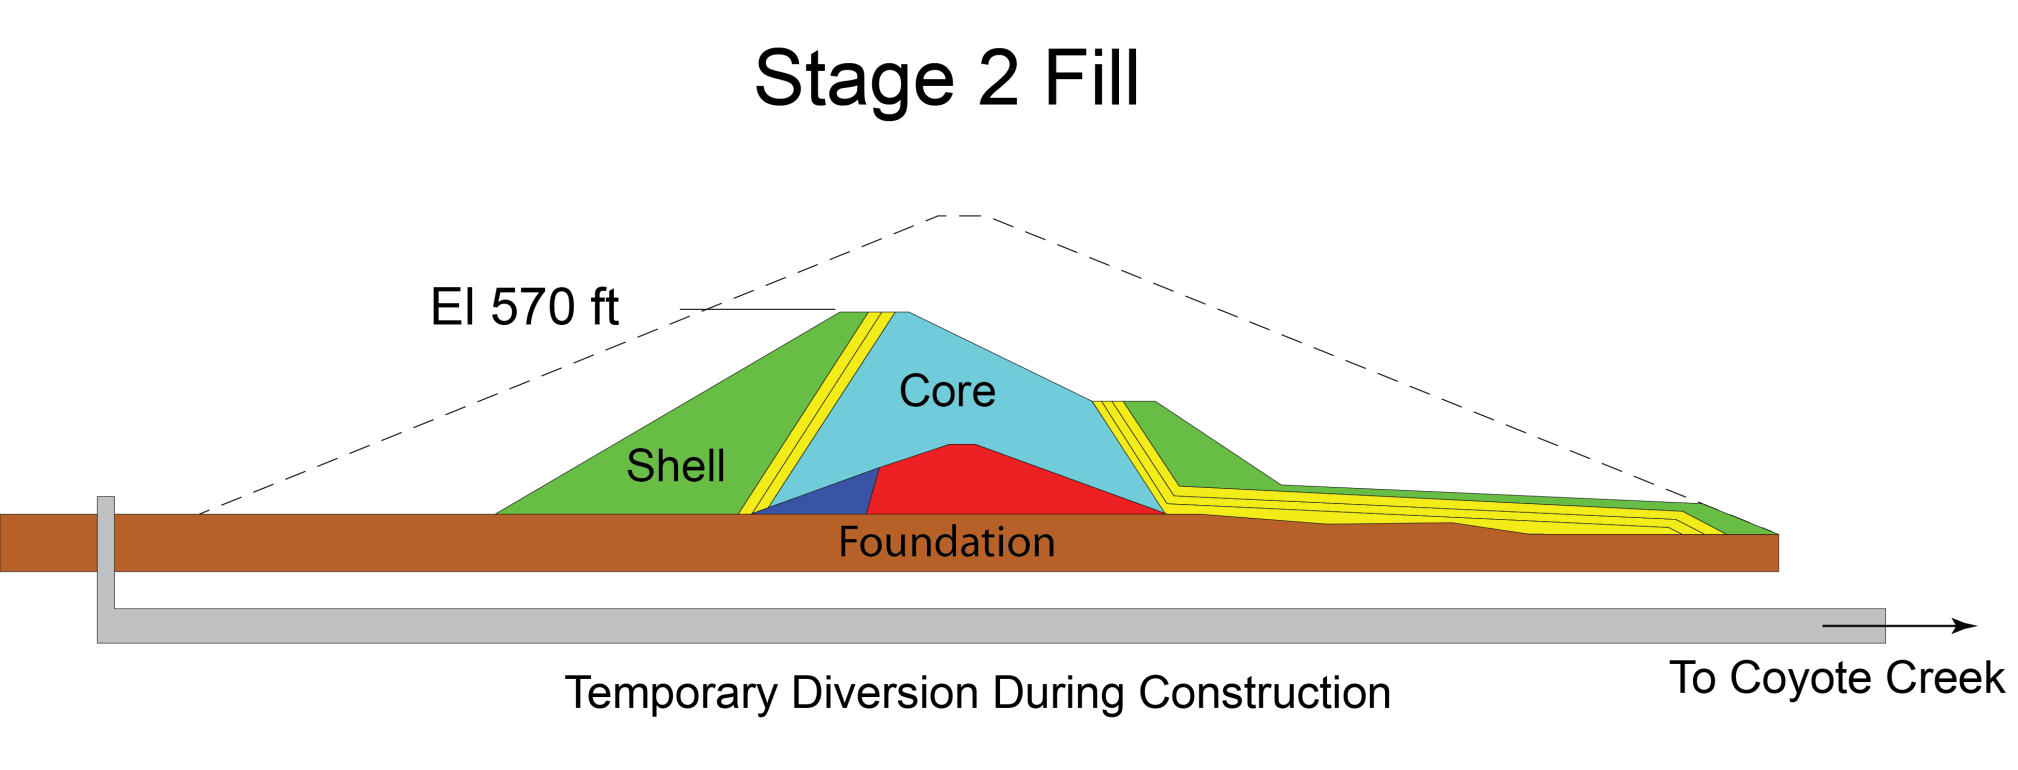 Stage 2 Fill
El 570 ft
Core
Shell
Foundation
To Coyote Creek
Temporary Diversion During Construction